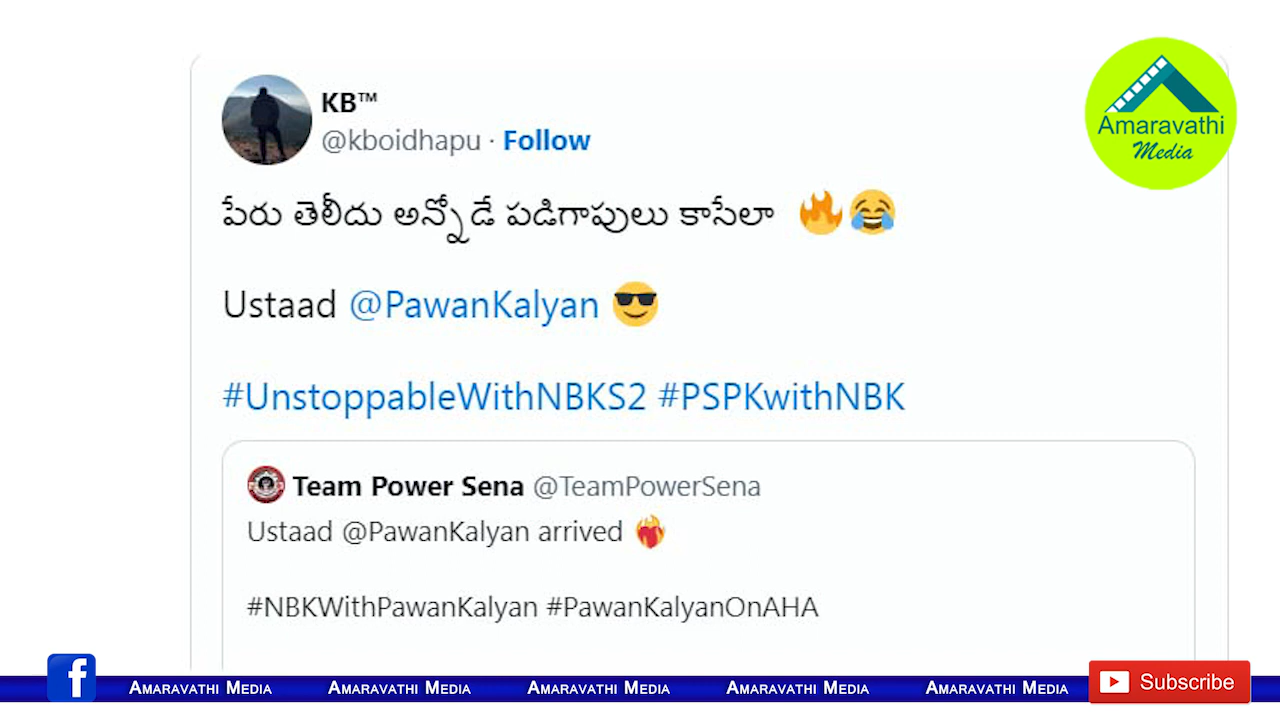 KB™
@kboidhapu · Follow
పేరు తెలీదు అన్నోడే పడిగాపులు కాసేలా 🔥😂
Ustaad @PawanKalyan 😎
#UnstoppableWithNBKS2 #PSPKwithNBK
Team Power Sena @TeamPowerSena
Ustaad @PawanKalyan arrived ❤️‍🔥
#NBKWithPawanKalyan #PawanKalyanOnAHA
Amaravathi
Media
f
Amaravathi Media Amaravathi Media Amaravathi Media Amaravathi Media Amaravathi Media
Subscribe